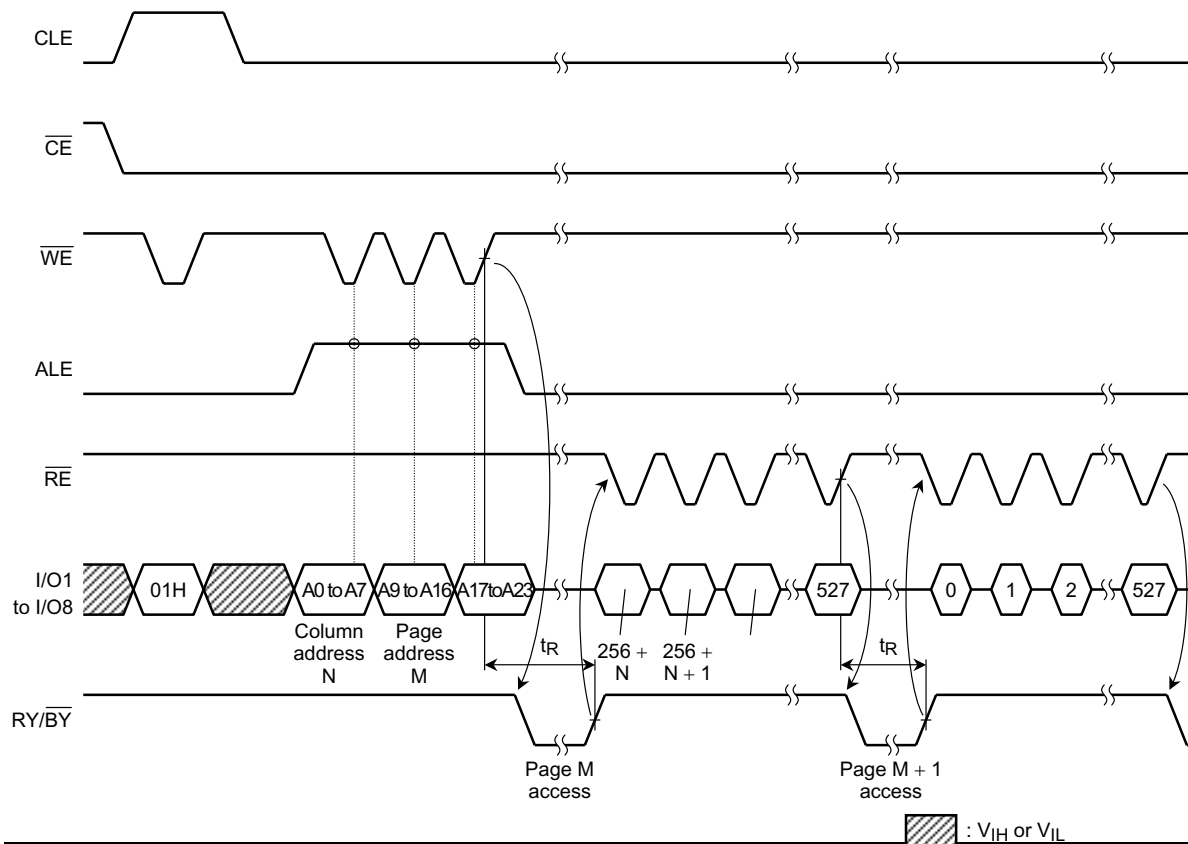 CLE
CE
WE
ALE
RE
I/O1
to I/O8
01H
A0 to A7
A9 to A16
A17 to A23
527
0
1
2
527
Column
address
N
Page
address
M
tR
256 +
N
256 +
N + 1
tR
RY/BY
Page M
access
Page M + 1
access
: VIH or VIL